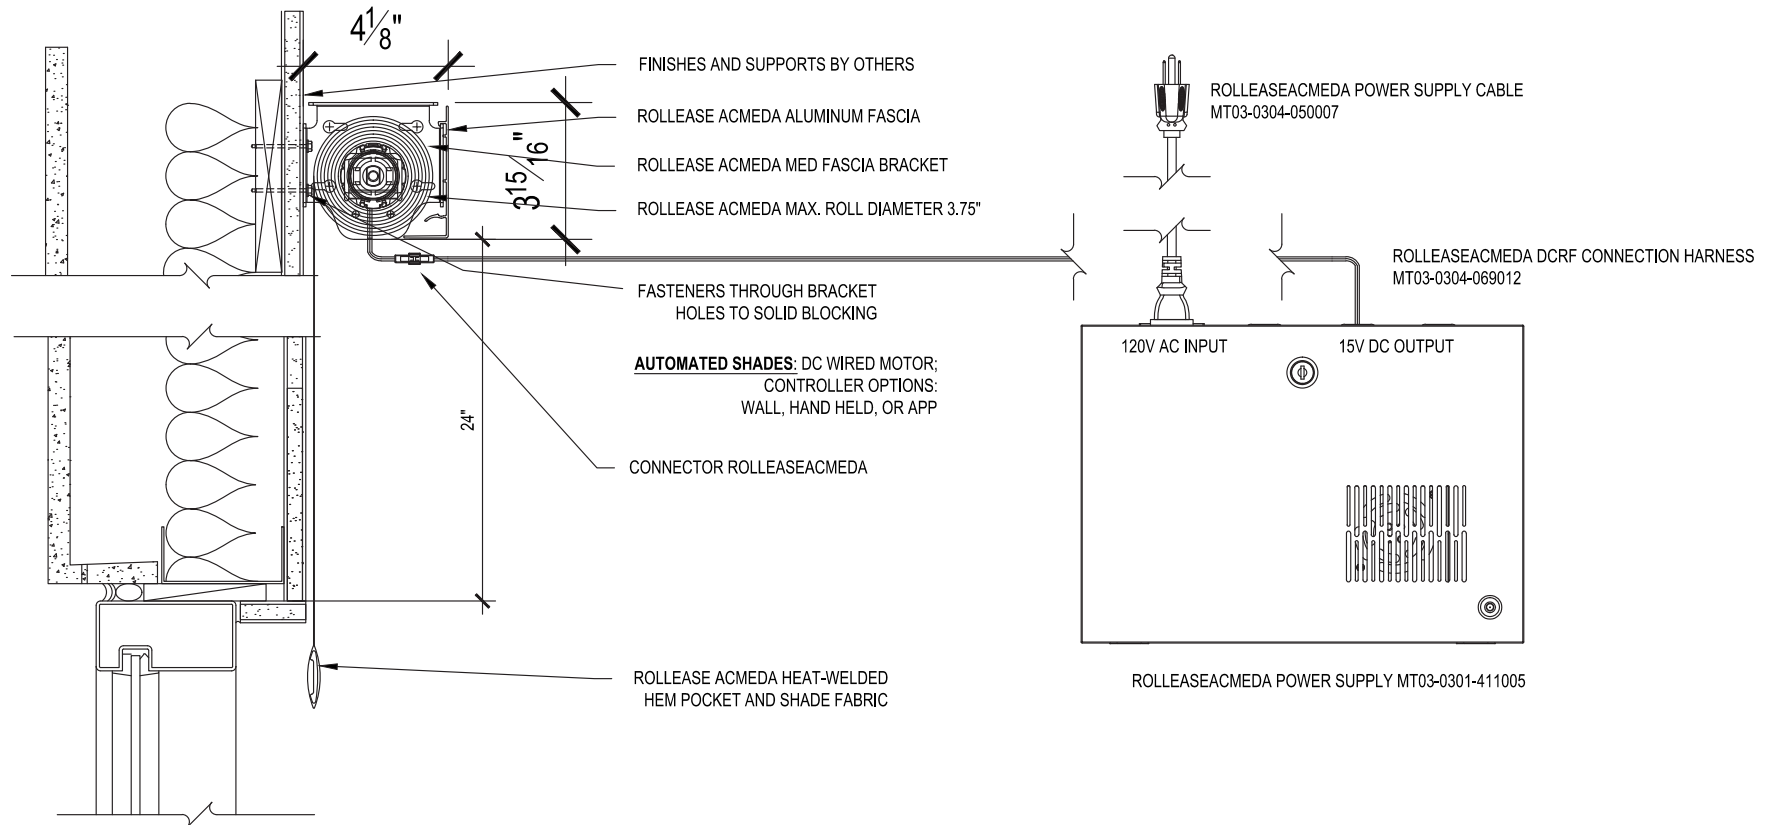 4 1/8"
FINISHES AND SUPPORTS BY OTHERS
ROLLEASE ACMEDA ALUMINUM FASCIA
ROLLEASE ACMEDA MED FASCIA BRACKET
ROLLEASE ACMEDA MAX. ROLL DIAMETER 3.75"
3 15/16"
FASTENERS THROUGH BRACKET
HOLES TO SOLID BLOCKING
AUTOMATED SHADES: DC WIRED MOTOR;
CONTROLLER OPTIONS:
WALL, HAND HELD, OR APP
24"
CONNECTOR ROLLEASEACMEDA
ROLLEASE ACMEDA HEAT-WELDED
HEM POCKET AND SHADE FABRIC
ROLLEASEACMEDA POWER SUPPLY CABLE
MT03-0304-050007
ROLLEASEACMEDA DCRF CONNECTION HARNESS
MT03-0304-069012
120V AC INPUT
15V DC OUTPUT
ROLLEASEACMEDA POWER SUPPLY MT03-0301-411005